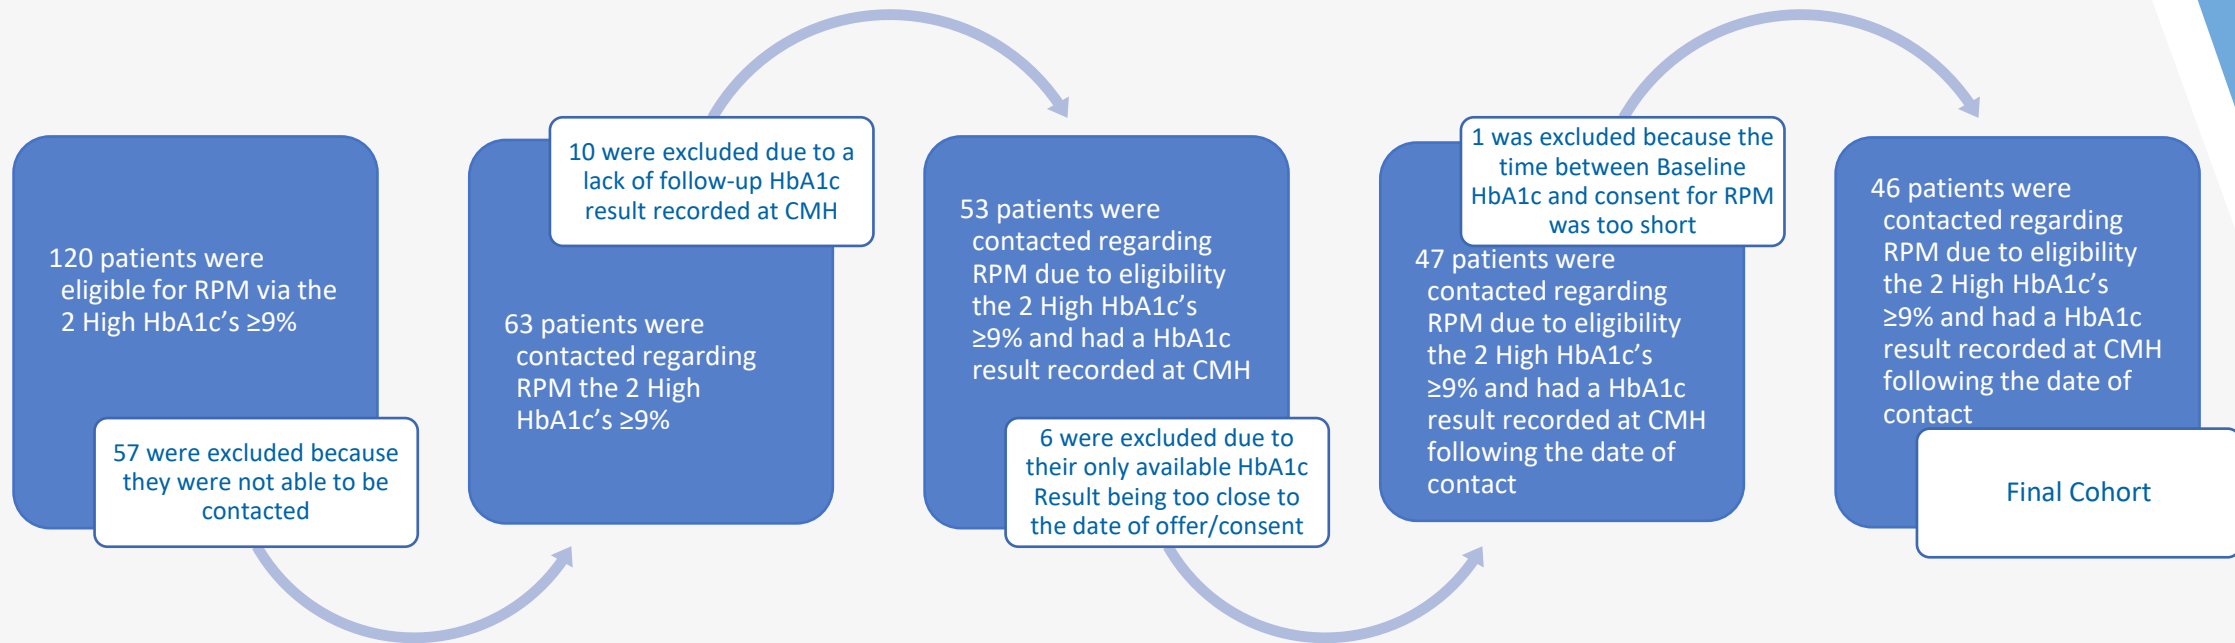 120 patients were
eligible for RPM via the
2 High HbA1c’s ≥9%
57 were excluded because
they were not able to be
contacted
63 patients were
contacted regarding
RPM the 2 High
HbA1c’s ≥9%
10 were excluded due to a
lack of follow-up HbA1c
result recorded at CMH
53 patients were
contacted regarding
RPM due to eligibility
the 2 High HbA1c’s
≥9% and had a HbA1c
result recorded at CMH
6 were excluded due to
their only available HbA1c
Result being too close to
the date of offer/consent
47 patients were
contacted regarding
RPM due to eligibility
the 2 High HbA1c’s
≥9% and had a HbA1c
result recorded at CMH
following the date of
contact
1 was excluded because the
time between Baseline
HbA1c and consent for RPM
was too short
46 patients were
contacted regarding
RPM due to eligibility
the 2 High HbA1c’s
≥9% and had a HbA1c
result recorded at CMH
following the date of
contact
Final Cohort